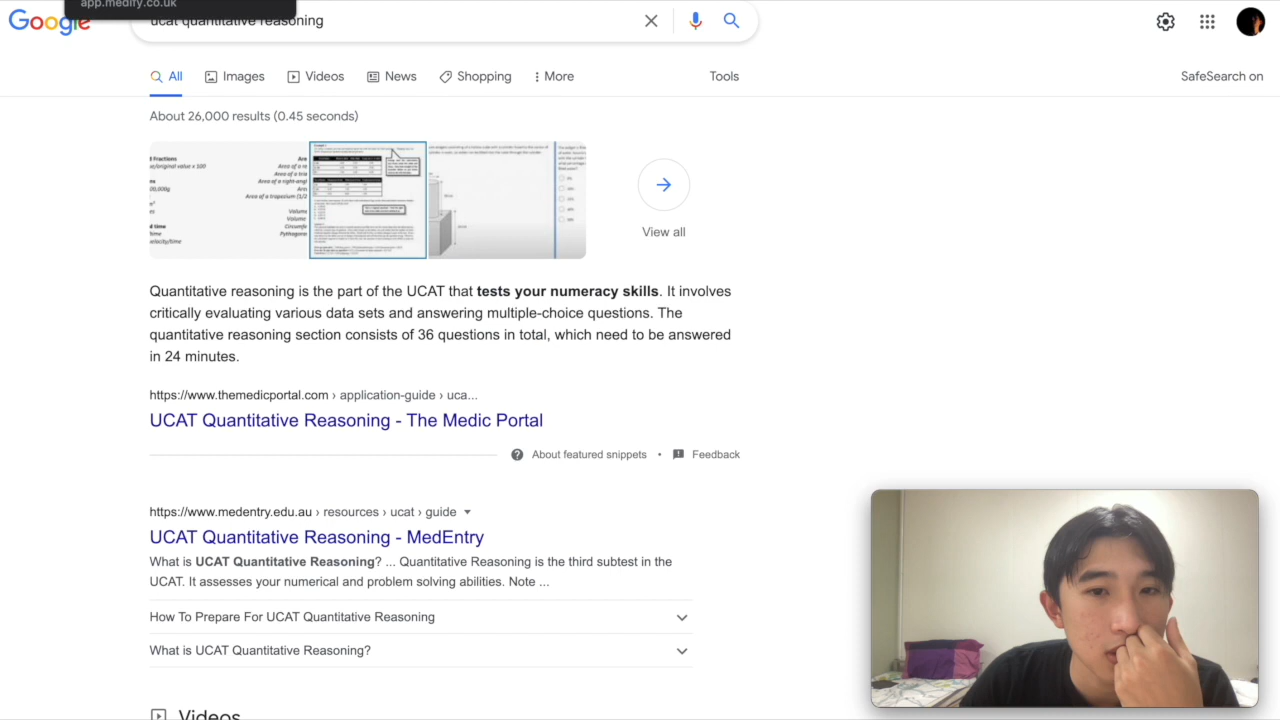 app.medify.co.uk
Google
ucat quantitative reasoning
All
Images
Videos
News
Shopping
More
Tools
SafeSearch on
About 26,000 results (0.45 seconds)
View all
Quantitative reasoning is the part of the UCAT that tests your numeracy skills. It involves
critically evaluating various data sets and answering multiple-choice questions. The
quantitative reasoning section consists of 36 questions in total, which need to be answered
in 24 minutes.
https://www.themedicportal.com › application-guide › uca...
UCAT Quantitative Reasoning - The Medic Portal
About featured snippets • Feedback
https://www.medentry.edu.au › resources › ucat › guide
UCAT Quantitative Reasoning - MedEntry
What is UCAT Quantitative Reasoning? ... Quantitative Reasoning is the third subtest in the
UCAT. It assesses your numerical and problem solving abilities. Note ...
How To Prepare For UCAT Quantitative Reasoning
What is UCAT Quantitative Reasoning?
Videos